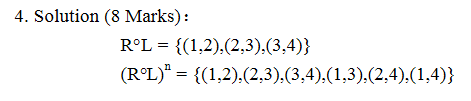 4. Solution (8 Marks):
R°L = {(1,2),(2,3),(3,4)}
(R°L)ⁿ = {(1,2),(2,3),(3,4),(1,3),(2,4),(1,4)}